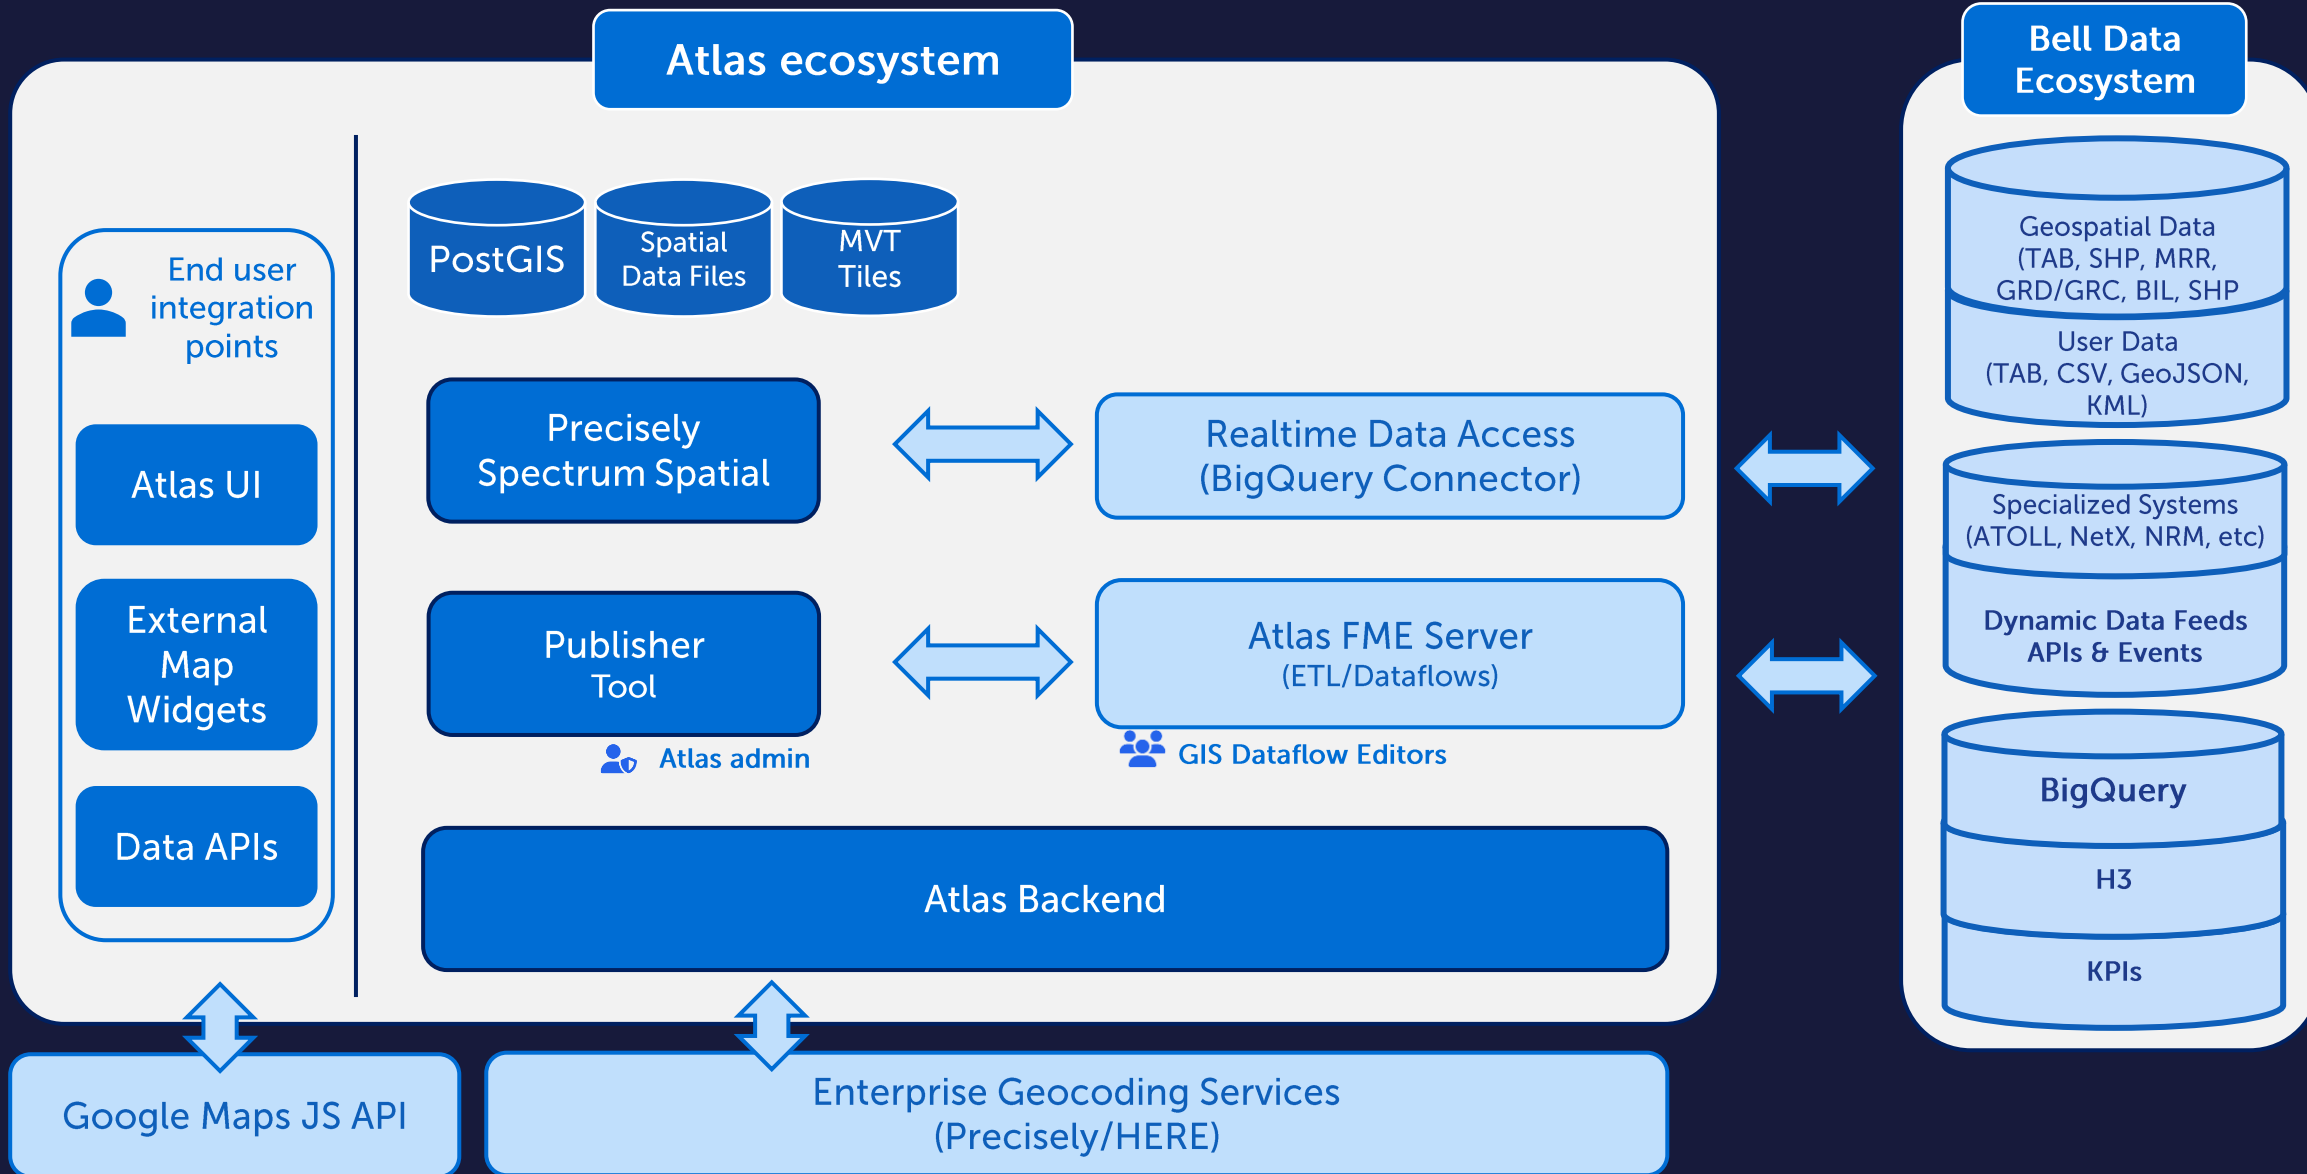 Atlas ecosystem
Bell Data
Ecosystem
End user
integration
points
Atlas UI
External
Map
Widgets
Data APIs
PostGIS
Spatial
Data Files
MVT
Tiles
Precisely
Spectrum Spatial
Realtime Data Access
(BigQuery Connector)
Publisher
Tool
Atlas admin
Atlas FME Server
(ETL/Dataflows)
GIS Dataflow Editors
Atlas Backend
Google Maps JS API
Enterprise Geocoding Services
(Precisely/HERE)
Geospatial Data
(TAB, SHP, MRR,
GRD/GRC, BIL, SHP
User Data
(TAB, CSV, GeoJSON,
KML)
Specialized Systems
(ATOLL, NetX, NRM, etc)
Dynamic Data Feeds
APIs & Events
BigQuery
H3
KPIs